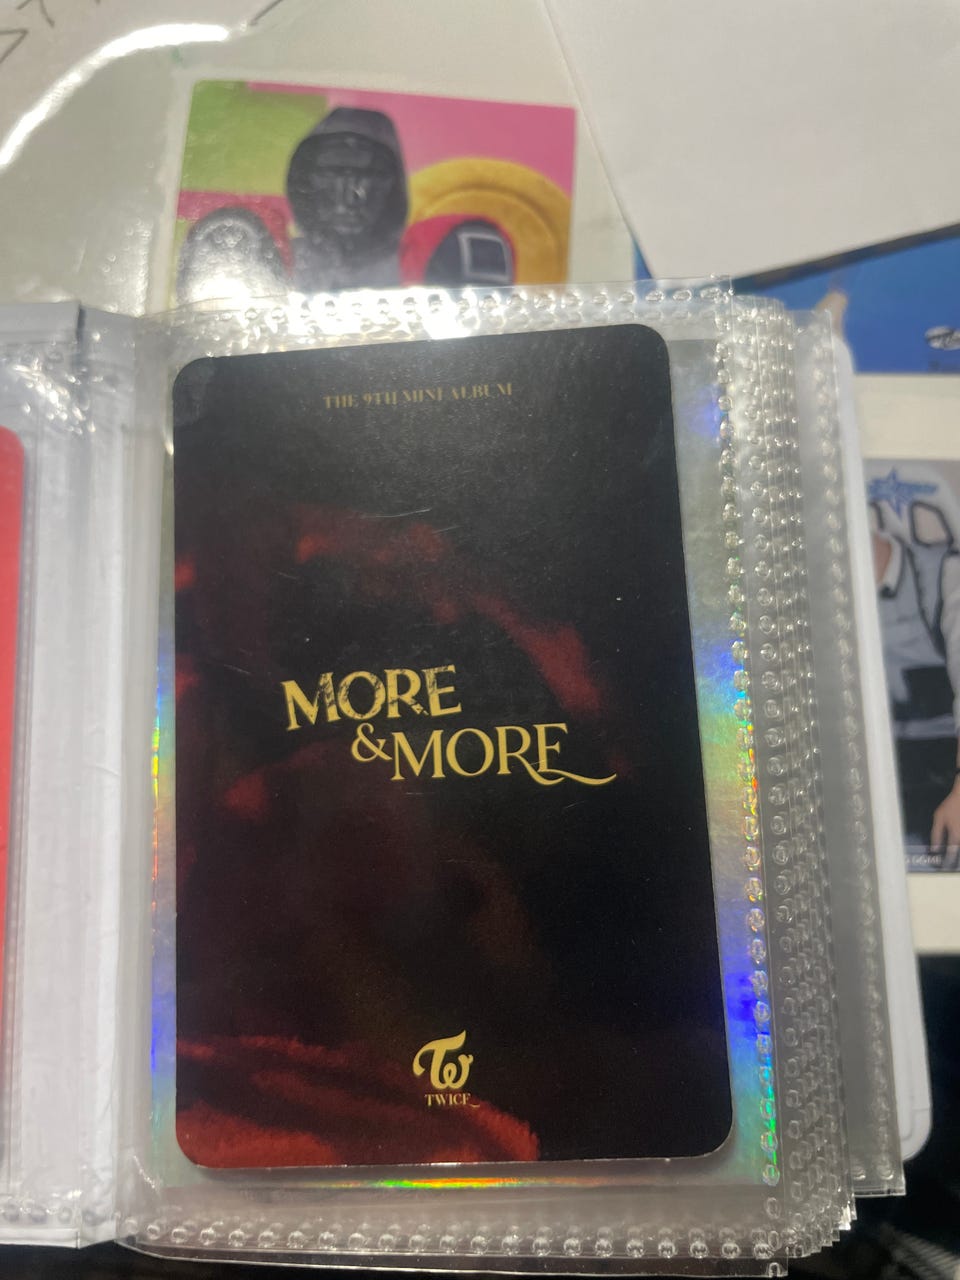 THE 9TH MINI ALBUM
MORE
&MORE
TWICE